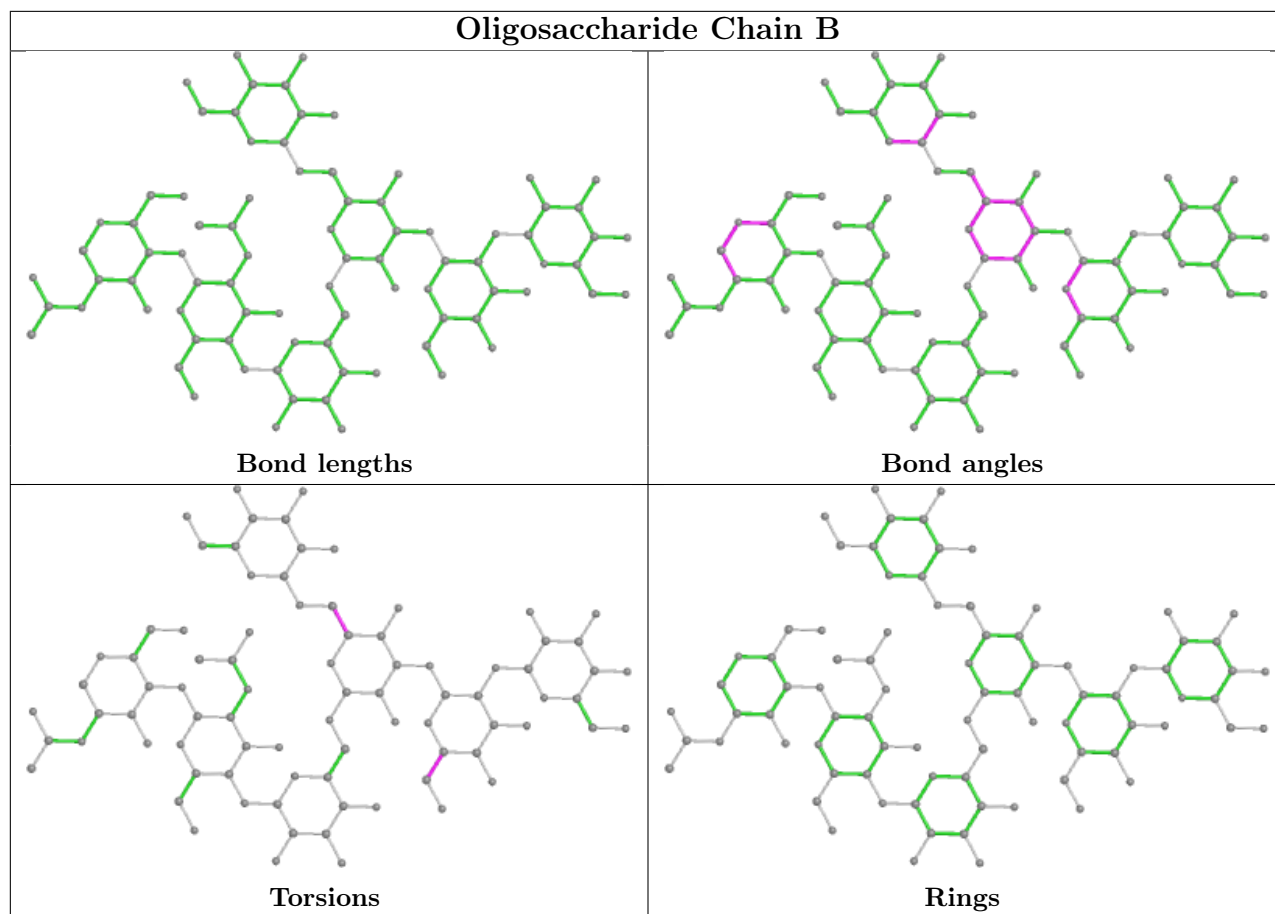 Oligosaccharide Chain B
Bond lengths
Bond angles
Torsions
Rings